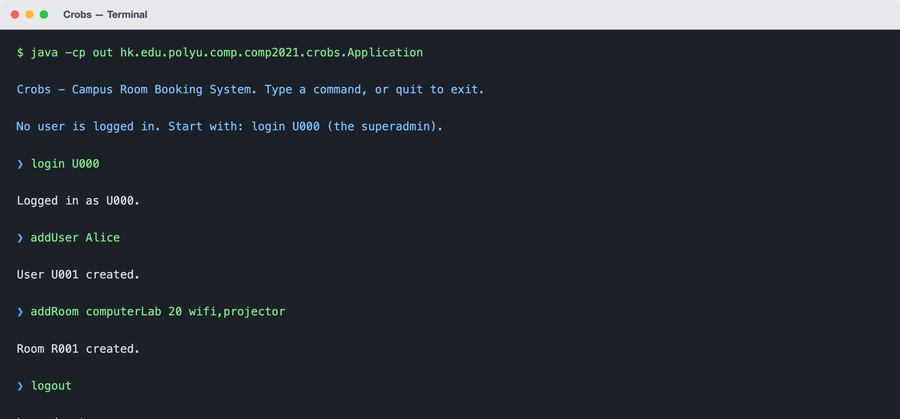 Crobs — Terminal
$ java -cp out hk.edu.polyu.comp.comp2021.crobs.Application
Crobs - Campus Room Booking System. Type a command, or quit to exit.
No user is logged in. Start with: login U000 (the superadmin).
❯ login U000
Logged in as U000.
❯ addUser Alice
User U001 created.
❯ addRoom computerLab 20 wifi,projector
Room R001 created.
❯ logout